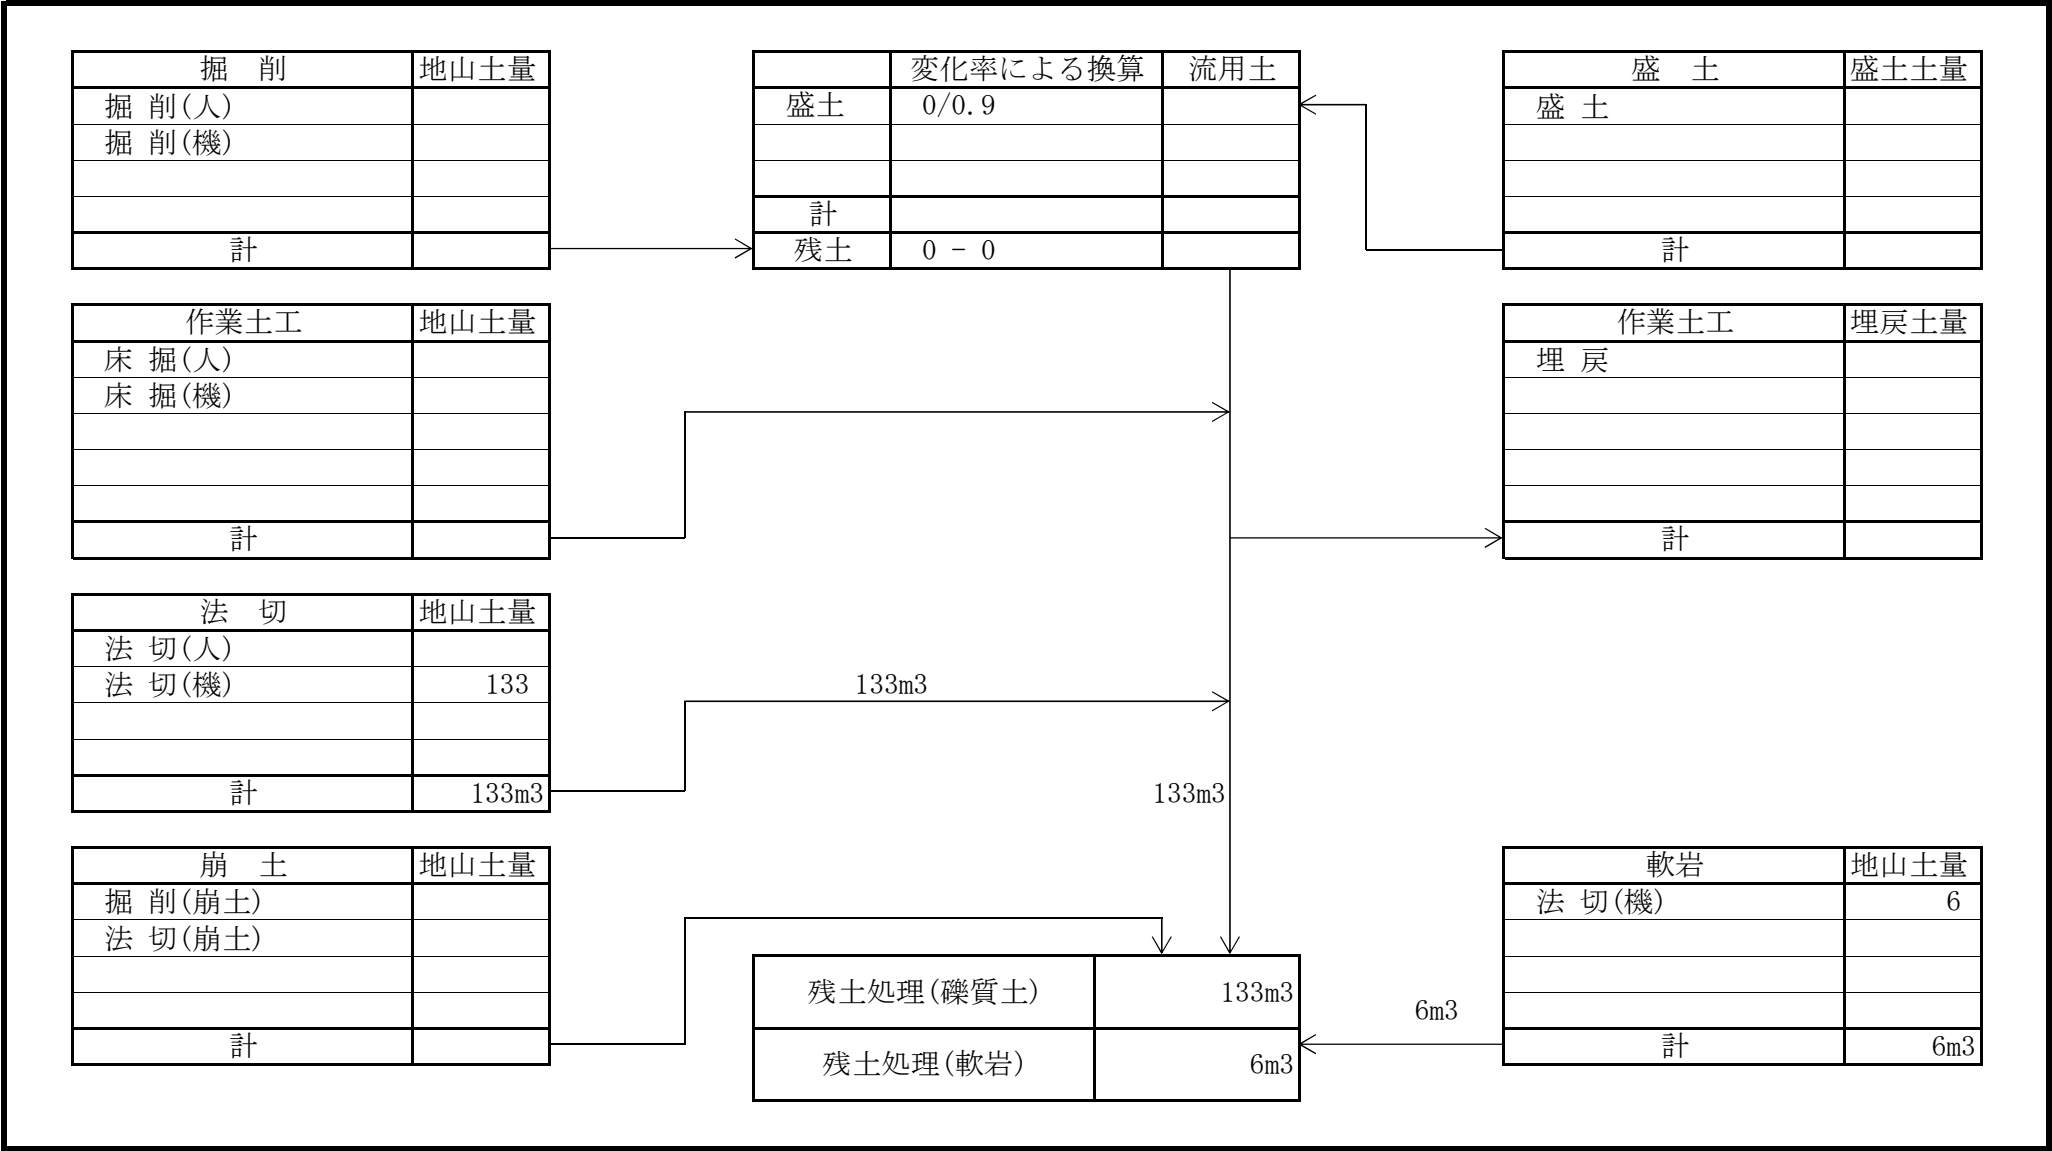 掘　削 地山土量
掘 削(人)
掘 削(機)
計
変化率による換算 流用土
盛土 0/0.9
計
残土 0 - 0
盛　土 盛土土量
盛 土
計
作業土工 地山土量
床 掘(人)
床 掘(機)
計
作業土工 埋戻土量
埋 戻
計
法　切 地山土量
法 切(人)
法 切(機) 133
計 133m3
133m3
133m3
崩　土 地山土量
掘 削(崩土)
法 切(崩土)
計
残土処理(礫質土) 133m3
残土処理(軟岩) 6m3
6m3
軟岩 地山土量
法 切(機) 6
計 6m3